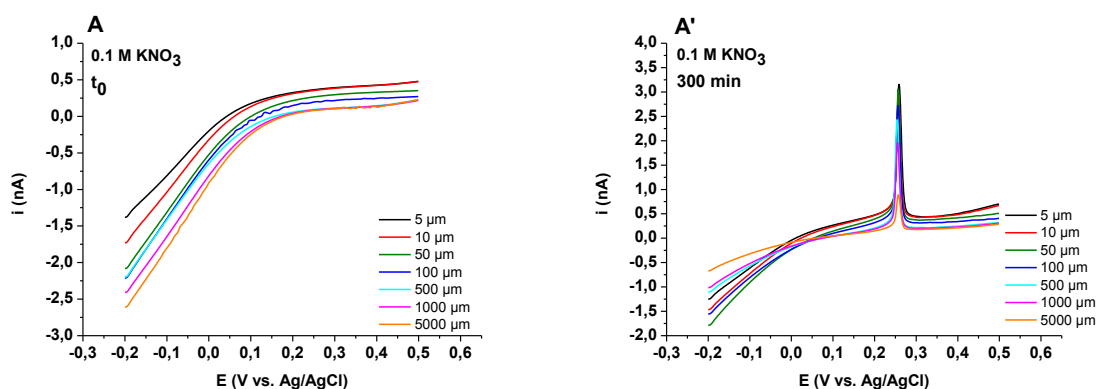 A
0.1 M KNO3
t0
i (nA)
1,0
0,5
0,0
-0,5
-1,0
-1,5
-2,0
-2,5
-3,0
5 µm
10 µm
50 µm
100 µm
500 µm
1000 µm
5000 µm
-0,3 -0,2 -0,1 0,0 0,1 0,2 0,3 0,4 0,5 0,6
E (V vs. Ag/AgCl)
A'
0.1 M KNO3
300 min
i (nA)
4,0
3,5
3,0
2,5
2,0
1,5
1,0
0,5
0,0
-0,5
-1,0
-1,5
-2,0
5 µm
10 µm
50 µm
100 µm
500 µm
1000 µm
5000 µm
-0,3 -0,2 -0,1 0,0 0,1 0,2 0,3 0,4 0,5 0,6
E (V vs. Ag/AgCl)